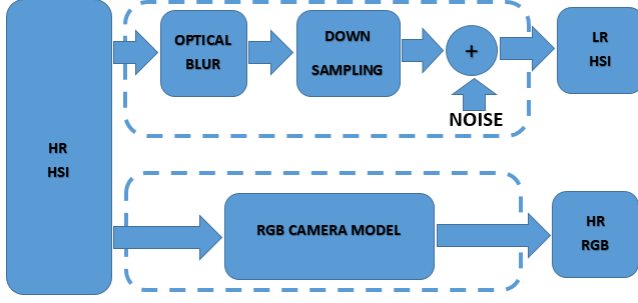 HR
HSI
OPTICAL
BLUR
DOWN
SAMPLING
+
NOISE
LR
HSI
RGB CAMERA MODEL
HR
RGB